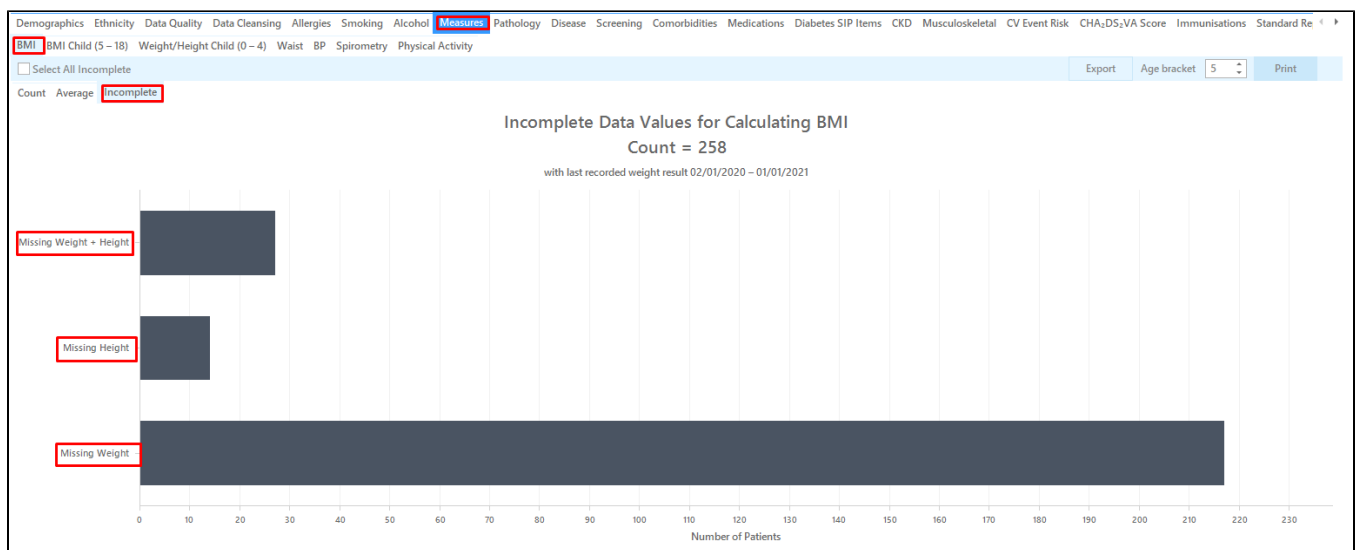 Demographics Ethnicity Data Quality Data Cleansing Allergies Smoking Alcohol Measures Pathology Disease Screening Comorbidities Medications Diabetes SIP Items CKD Musculoskeletal CV Event Risk CHA₂DS₂VA Score Immunisations Standard Re
BMI BMI Child (5 – 18) Weight/Height Child (0 – 4) Waist BP Spirometry Physical Activity
Select All Incomplete Export Age bracket 5 Print
Count Average Incomplete
Incomplete Data Values for Calculating BMI
Count = 258
with last recorded weight result 02/01/2020 – 01/01/2021
Missing Weight + Height
Missing Height
Missing Weight
0 10 20 30 40 50 60 70 80 90 100 110 120 130 140 150 160 170 180 190 200 210 220 230
Number of Patients